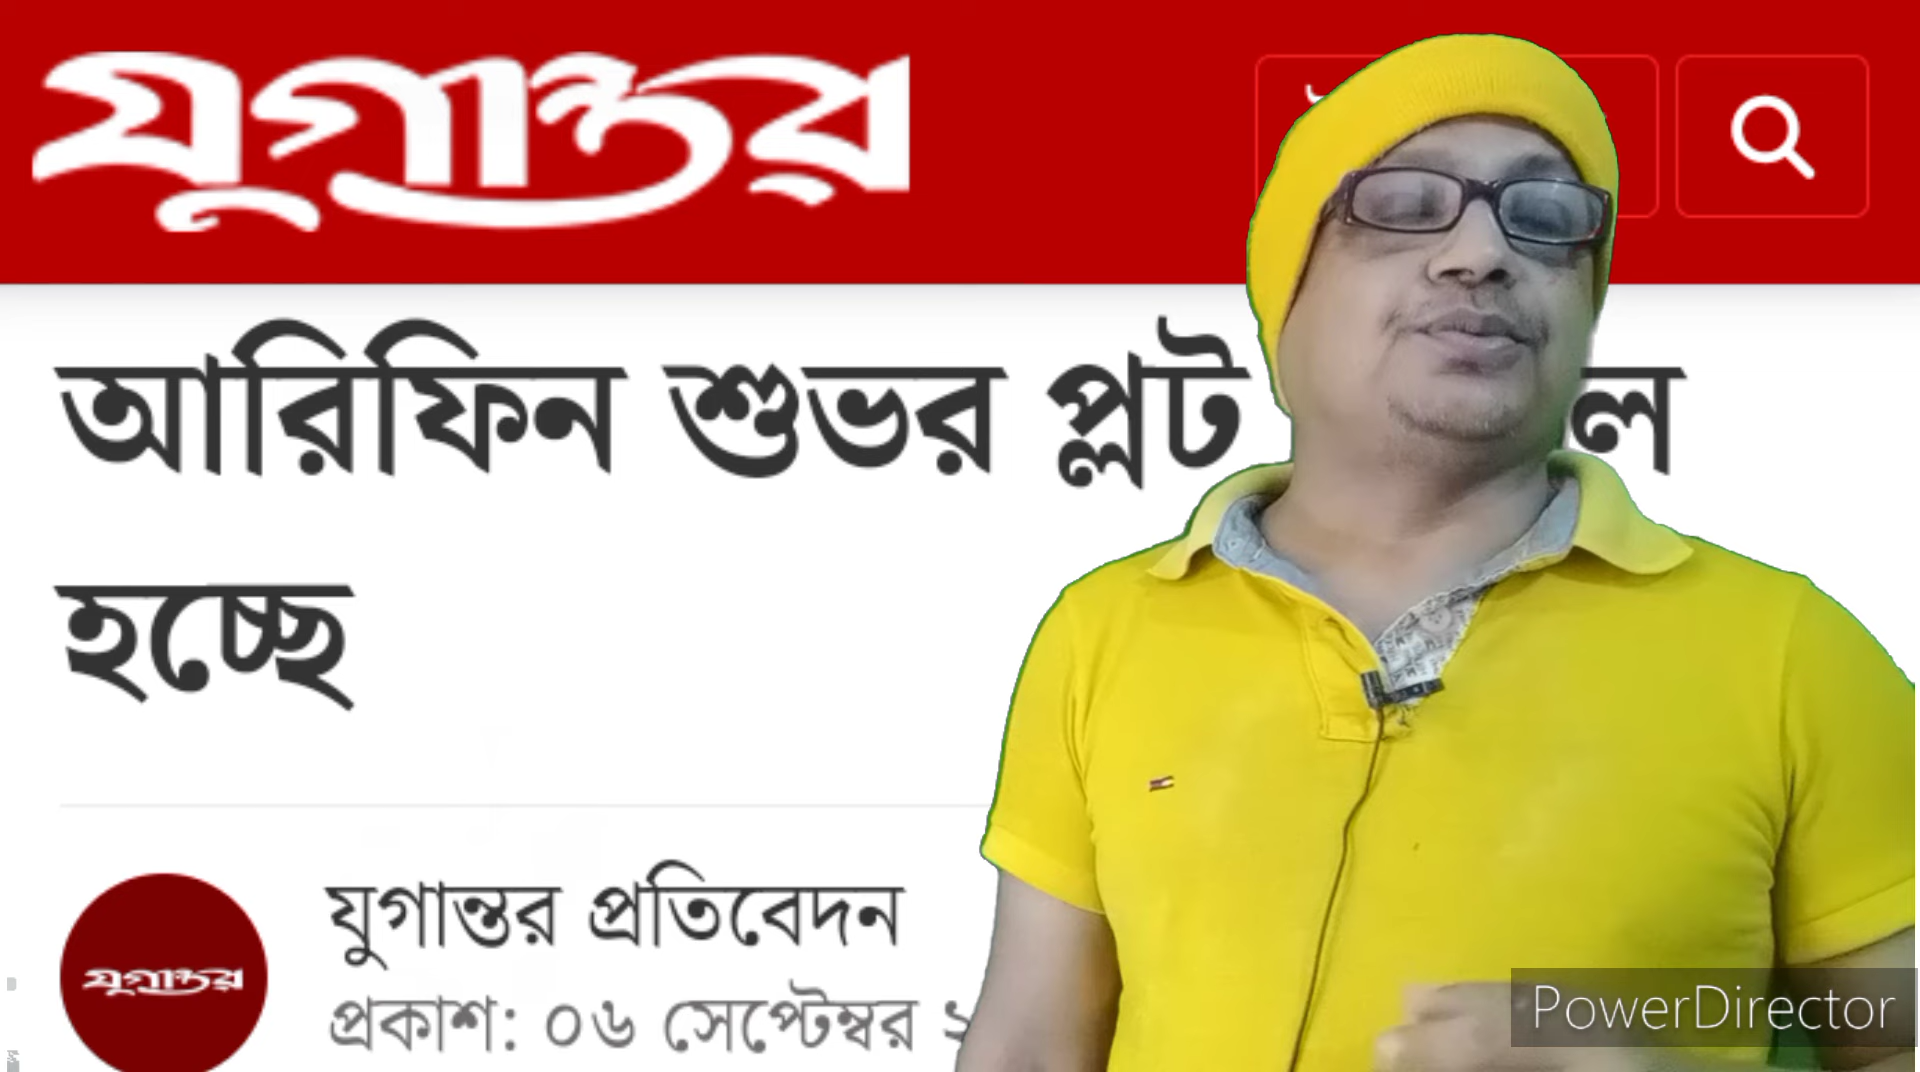 যুগান্তর
আরিফিন শুভর প্লট
হচ্ছে
যুগান্তর প্রতিবেদন
যুগান্তর
প্রকাশ: ০৬ সেপ্টেম্বর
PowerDirector